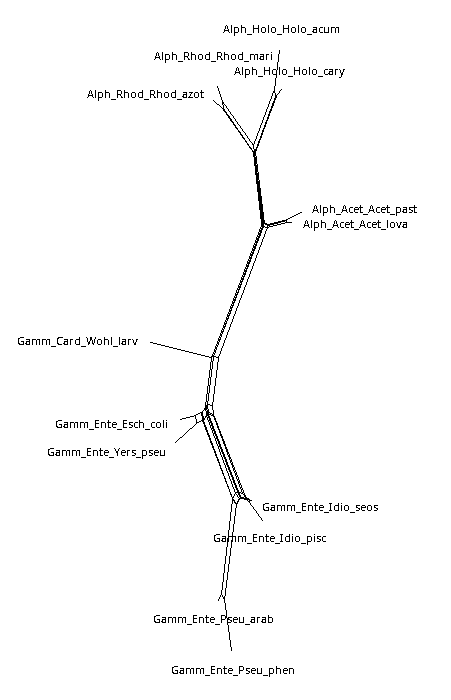 Alph_Holo_Holo_acum
Alph_Rhod_Rhod_mari
Alph_Holo_Holo_cary
Alph_Rhod_Rhod_azot
Alph_Acet_Acet_past
Alph_Acet_Acet_lova
Gamm_Card_Wohl_larv
Gamm_Ente_Esch_coli
Gamm_Ente_Yers_pseu
Gamm_Ente_Idio_seos
Gamm_Ente_Idio_pisc
Gamm_Ente_Pseu_arab
Gamm_Ente_Pseu_phen